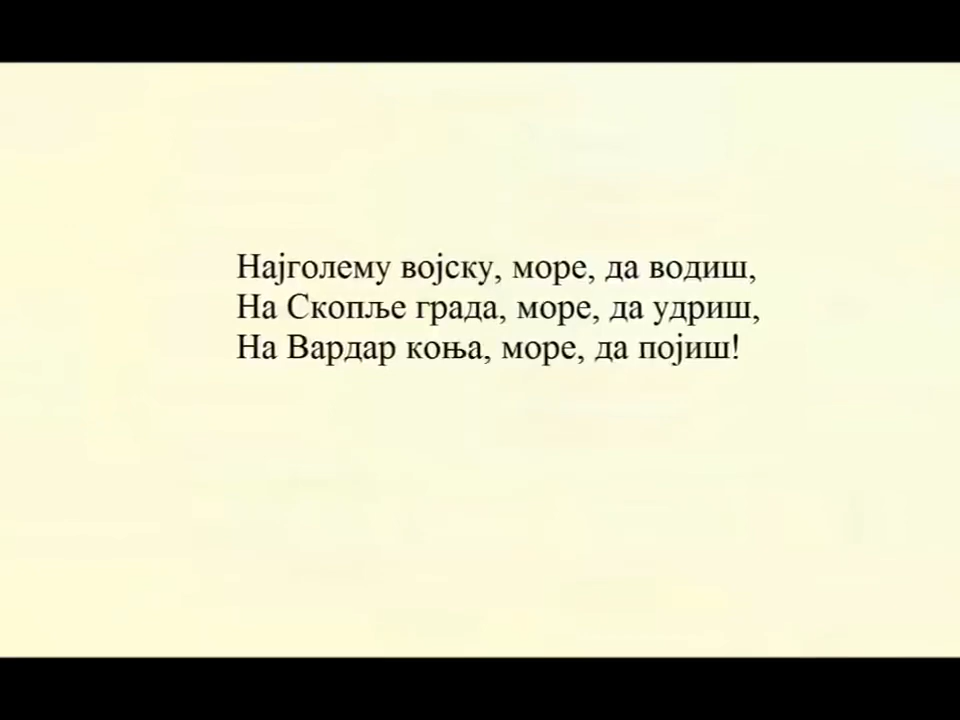 Најголему војску, море, да водиш,
На Скопље града, море, да удриш,
На Вардар коња, море, да појиш!